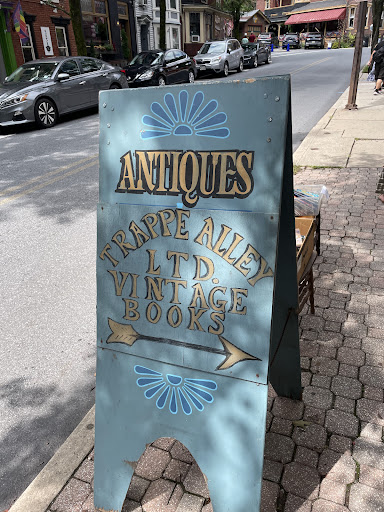 ANTIQUES
TRAPPE ALLEY
LTD.
VINTAGE
BOOKS